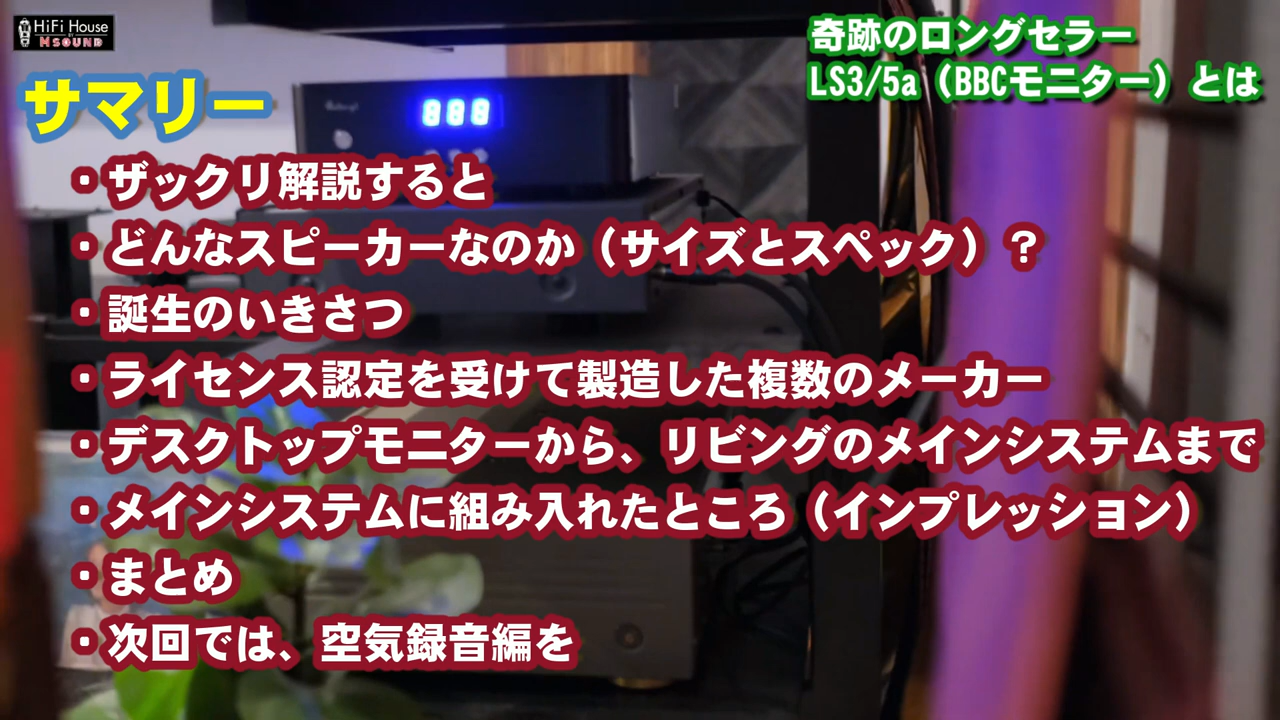 HiFi House
BY
MSOUND
奇跡のロングセラー
LS3/5a（BBCモニター）とは
サマリー
・ザックリ解説すると
・どんなスピーカーなのか（サイズとスペック）？
・誕生のいきさつ
・ライセンス認定を受けて製造した複数のメーカー
・デスクトップモニターから、リビングのメインシステムまで
・メインシステムに組み入れたところ（インプレッション）
・まとめ
・次回では、空気録音編を
888